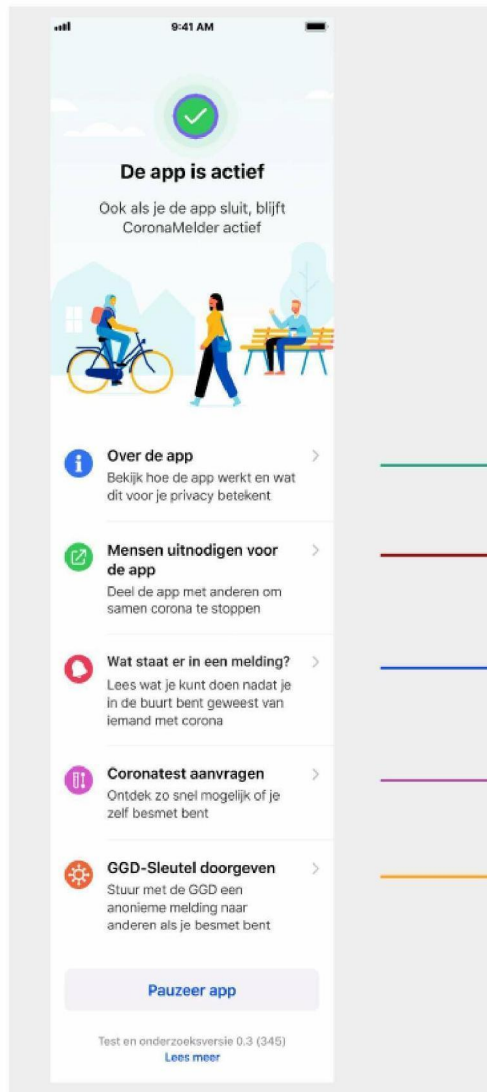 9:41 AM
De app is actief
Ook als je de app sluit, blijft
CoronaMelder actief
Over de app
Bekijk hoe de app werkt en wat
dit voor je privacy betekent
Mensen uitnodigen voor
de app
Deel de app met anderen om
samen corona te stoppen
Wat staat er in een melding?
Lees wat je kunt doen nadat je
in de buurt bent geweest van
iemand met corona
Coronatest aanvragen
Ontdek zo snel mogelijk of je
zelf besmet bent
GGD-Sleutel doorgeven
Stuur met de GGD een
anonieme melding naar
anderen als je besmet bent
Pauzeer app
Test en onderzoeksversie 0.3 (345)
Lees meer